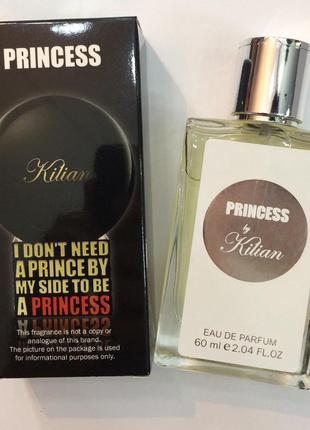 PRINCESS
Kilian
I DON'T NEED
A PRINCE BY
MY SIDE TO BE
A PRINCESS
This fragrance is not a copy or
analogue of this brand.
The picture on the package is used
for informational purposes only.
PRINCESS
by
Kilian
EAU DE PARFUM
60 ml e 2.04 FL.OZ